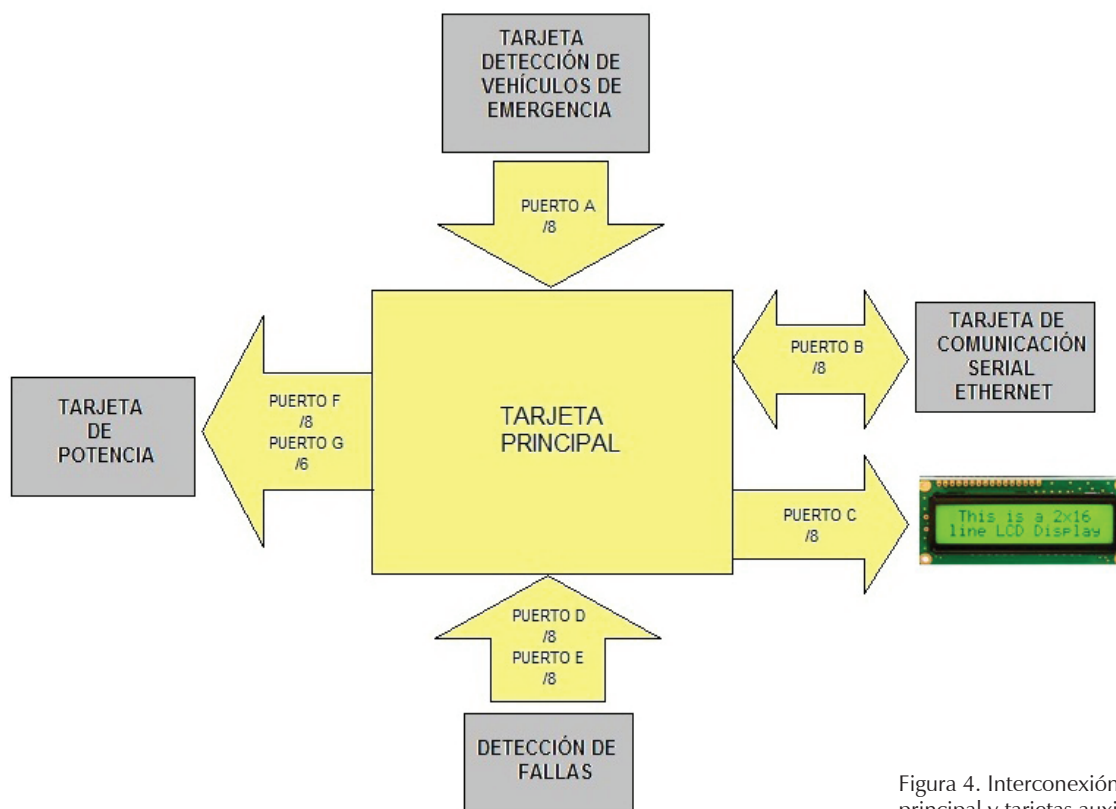 TARJETA
DETECCIÓN DE
VEHÍCULOS DE
EMERGENCIA
PUERTO A
/8
TARJETA
DE
POTENCIA
PUERTO F
/8
PUERTO G
/6
TARJETA
PRINCIPAL
PUERTO B
/8
TARJETA DE
COMUNICACIÓN
SERIAL
ETHERNET
PUERTO C
/8
This is a 2x16
line LCD Display
PUERTO D
/8
PUERTO E
/8
DETECCIÓN DE
FALLAS
Figura 4. Interconexión
principal y tarjetas